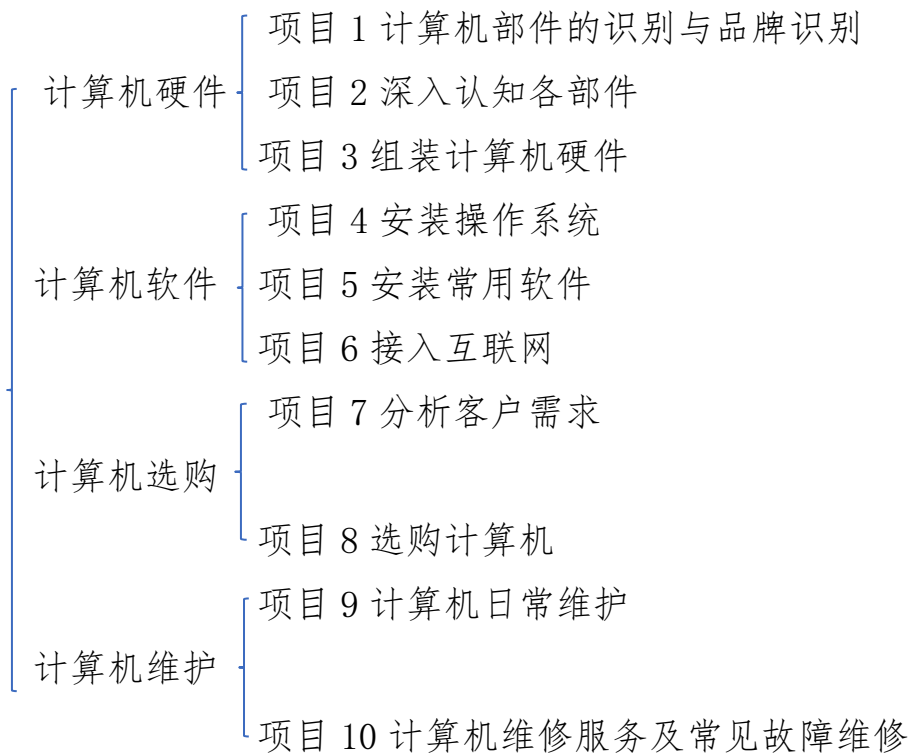 计算机硬件
项目 1 计算机部件的识别与品牌识别
项目 2 深入认知各部件
项目 3 组装计算机硬件
计算机软件
项目 4 安装操作系统
项目 5 安装常用软件
项目 6 接入互联网
计算机选购
项目 7 分析客户需求
项目 8 选购计算机
计算机维护
项目 9 计算机日常维护
项目 10 计算机维修服务及常见故障维修